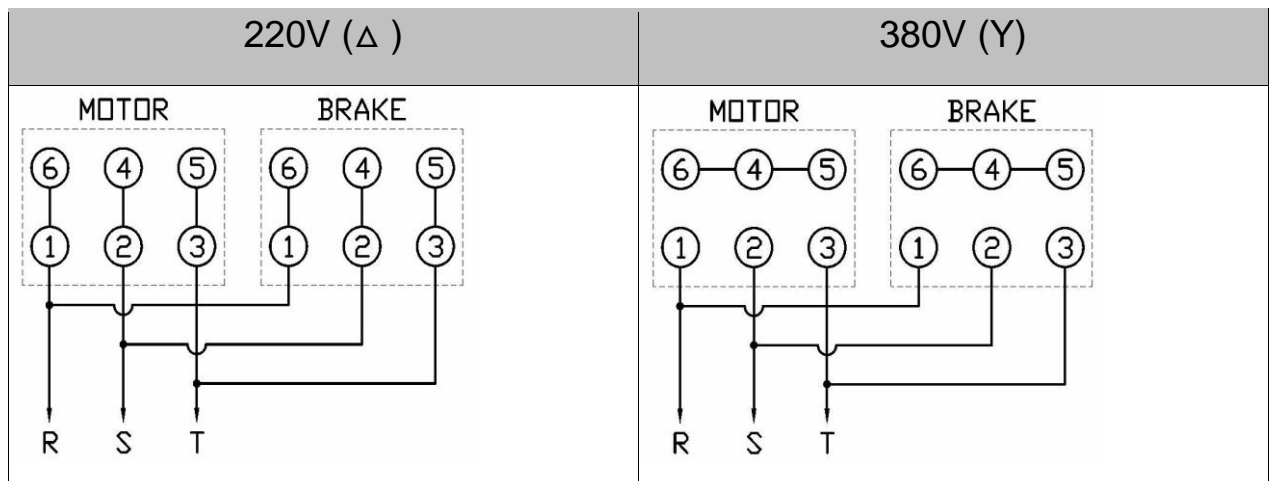 220V (△ )
380V (Y)
MOTOR BRAKE
6 4 5 6 4 5
1 2 3 1 2 3
R S T
MOTOR BRAKE
6 4 5 6 4 5
1 2 3 1 2 3
R S T